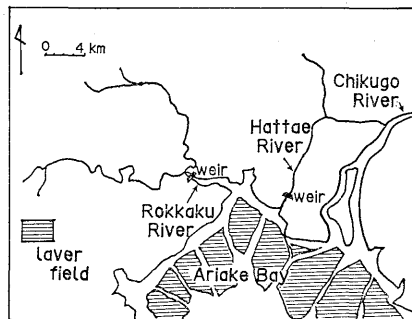 0 4 km
Chikugo
River
Hattae
River
weir
weir
Rokkaku
River
laver
field
Ariake Bay